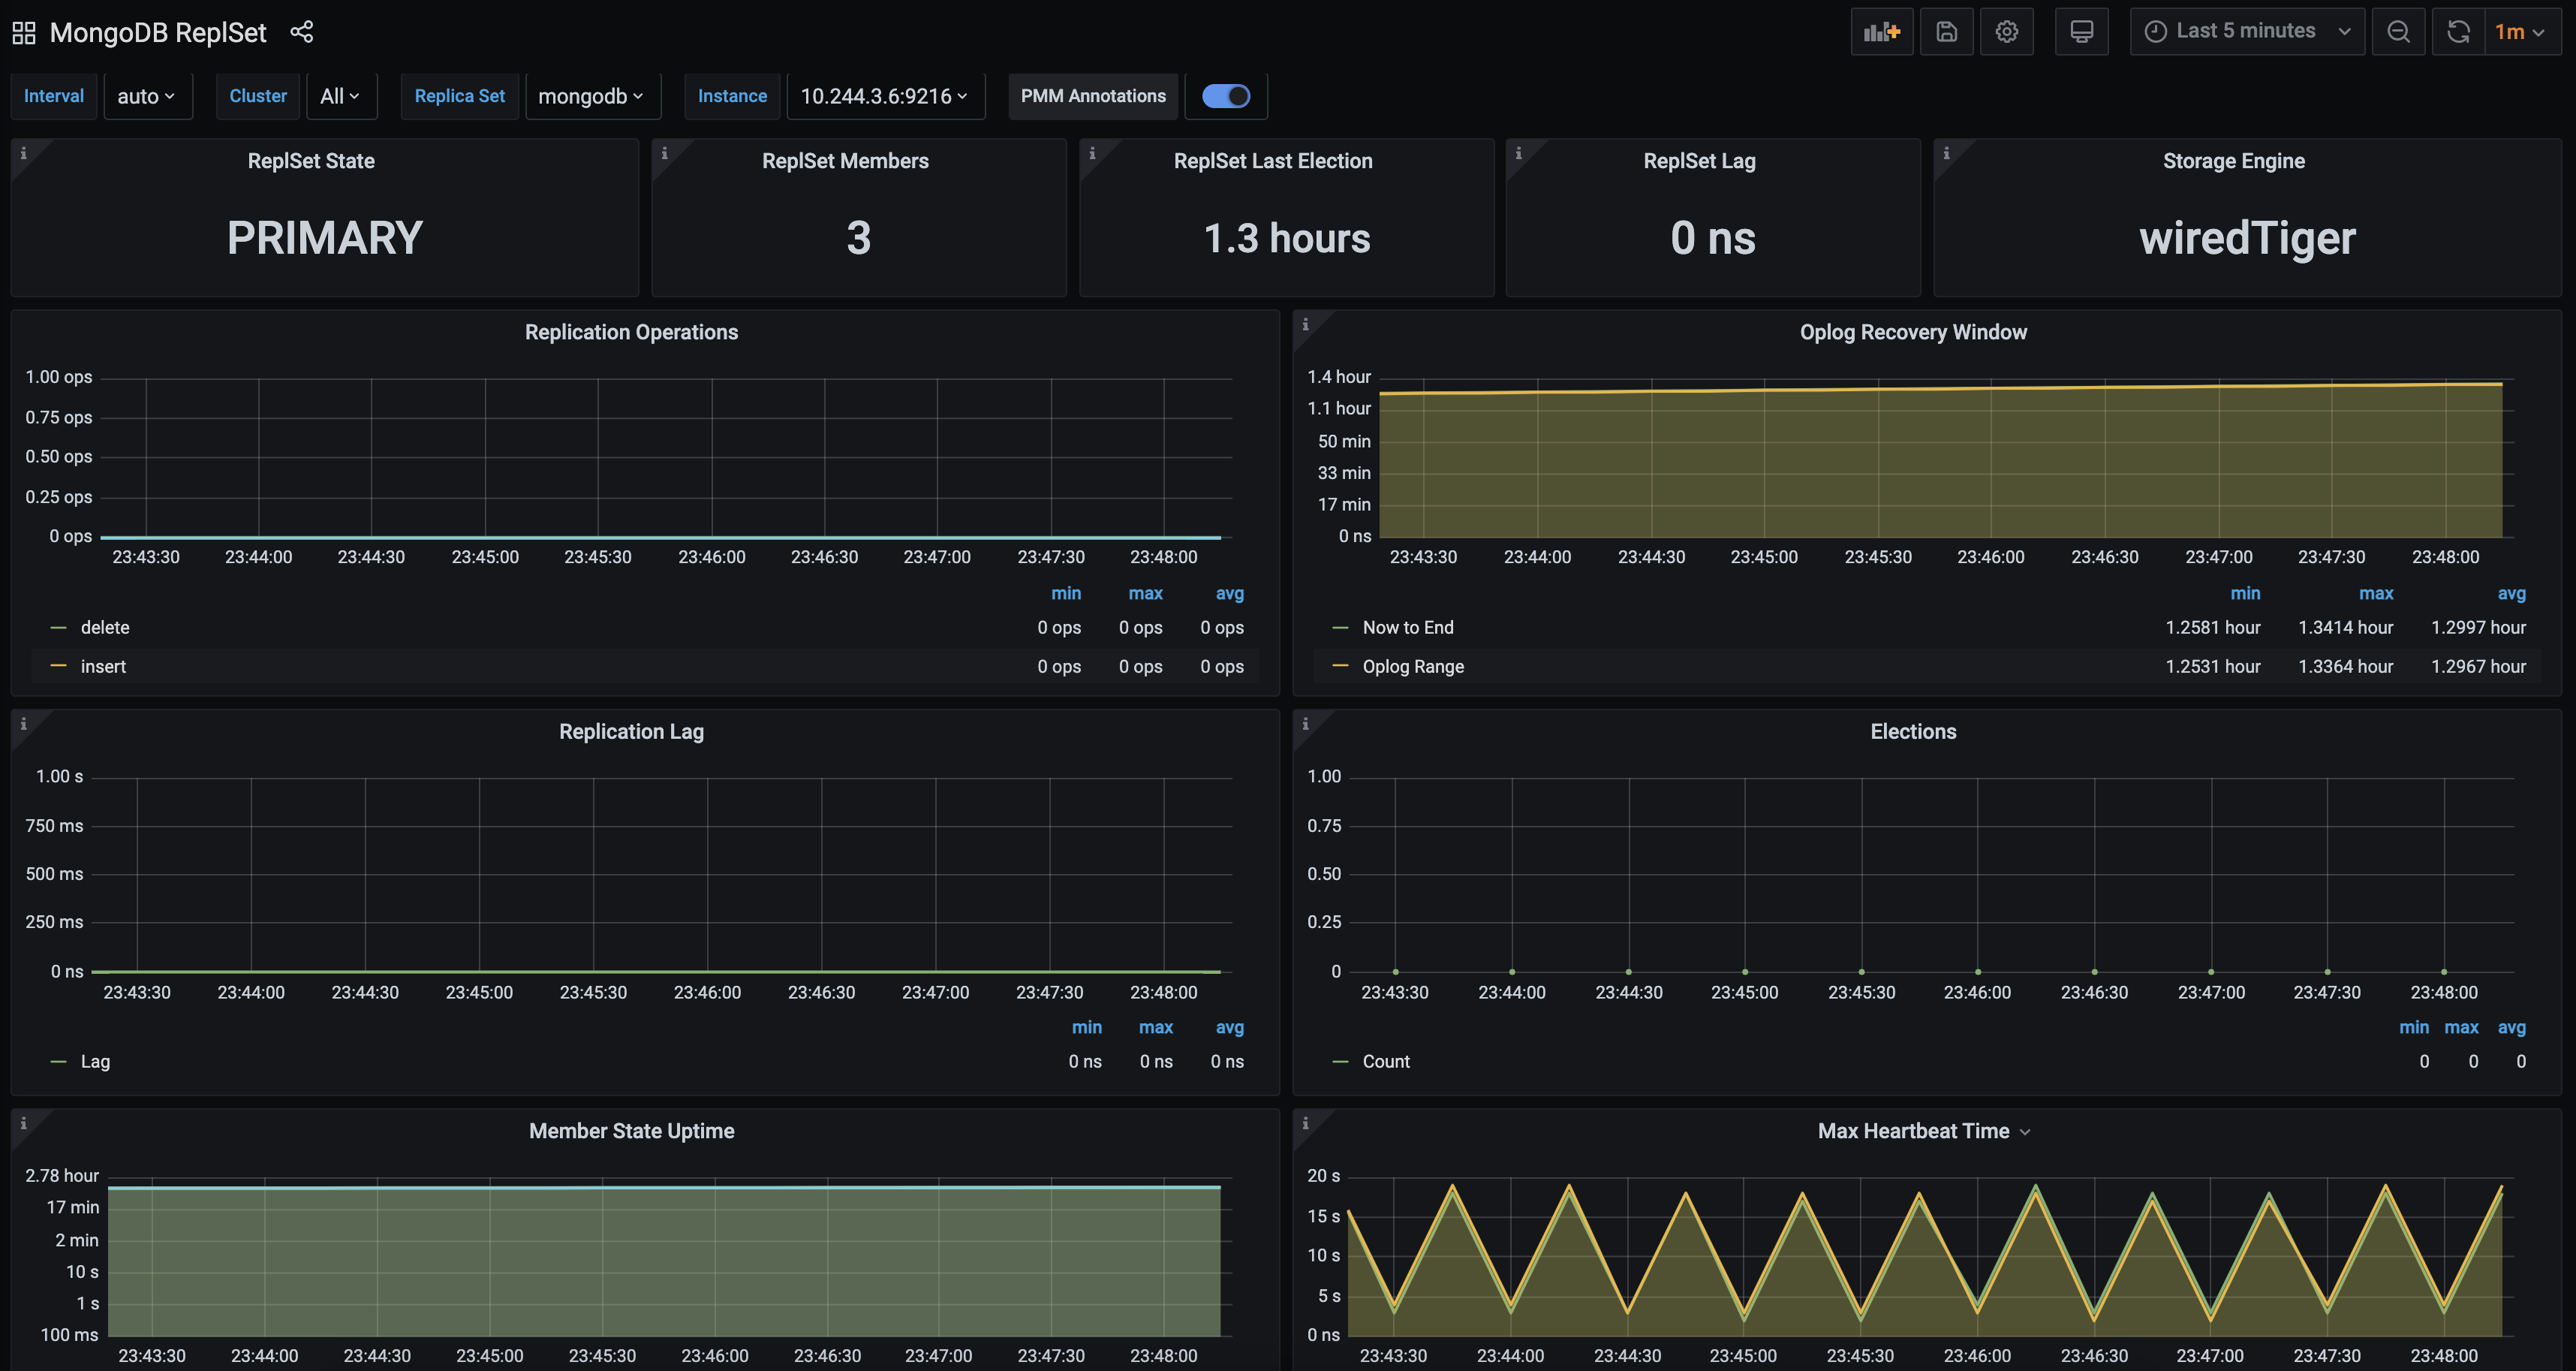 MongoDB ReplSet
Last 5 minutes 1m
Interval auto Cluster All Replica Set mongodb Instance 10.244.3.6:9216 PMM Annotations
ReplSet State
PRIMARY
ReplSet Members
3
ReplSet Last Election
1.3 hours
ReplSet Lag
0 ns
Storage Engine
wiredTiger
Replication Operations
1.00 ops
0.75 ops
0.50 ops
0.25 ops
0 ops
23:43:30 23:44:00 23:44:30 23:45:00 23:45:30 23:46:00 23:46:30 23:47:00 23:47:30 23:48:00
min max avg
delete 0 ops 0 ops 0 ops
insert 0 ops 0 ops 0 ops
Oplog Recovery Window
1.4 hour
1.1 hour
50 min
33 min
17 min
0 ns
23:43:30 23:44:00 23:44:30 23:45:00 23:45:30 23:46:00 23:46:30 23:47:00 23:47:30 23:48:00
min max avg
Now to End 1.2581 hour 1.3414 hour 1.2997 hour
Oplog Range 1.2531 hour 1.3364 hour 1.2967 hour
Replication Lag
1.00 s
750 ms
500 ms
250 ms
0 ns
23:43:30 23:44:00 23:44:30 23:45:00 23:45:30 23:46:00 23:46:30 23:47:00 23:47:30 23:48:00
min max avg
Lag 0 ns 0 ns 0 ns
Elections
1.00
0.75
0.50
0.25
0
23:43:30 23:44:00 23:44:30 23:45:00 23:45:30 23:46:00 23:46:30 23:47:00 23:47:30 23:48:00
min max avg
Count 0 0 0
Member State Uptime
2.78 hour
17 min
2 min
10 s
1 s
100 ms
23:43:30 23:44:00 23:44:30 23:45:00 23:45:30 23:46:00 23:46:30 23:47:00 23:47:30 23:48:00
Max Heartbeat Time
20 s
15 s
10 s
5 s
0 ns
23:43:30 23:44:00 23:44:30 23:45:00 23:45:30 23:46:00 23:46:30 23:47:00 23:47:30 23:48:00